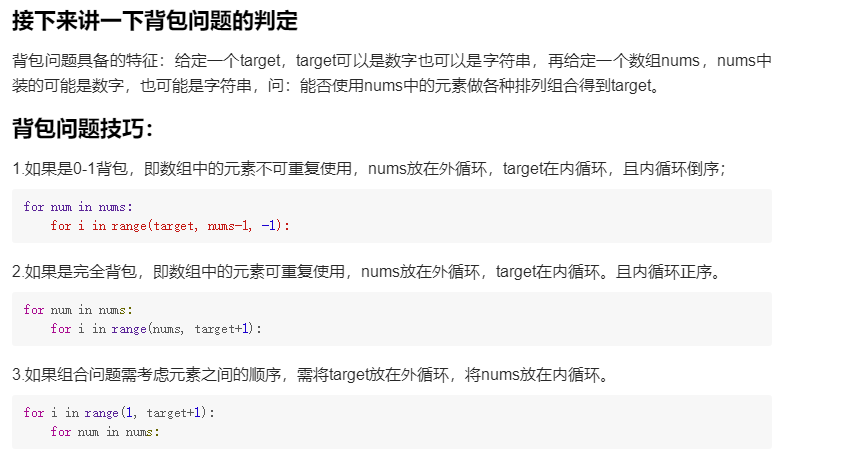 接下来讲一下背包问题的判定
背包问题具备的特征：给定一个target，target可以是数字也可以是字符串，再给定一个数组nums，nums中
装的可能是数字，也可能是字符串，问：能否使用nums中的元素做各种排列组合得到target。
背包问题技巧：
1.如果是0-1背包，即数组中的元素不可重复使用，nums放在外循环，target在内循环，且内循环倒序；
for num in nums:
    for i in range(target, nums-1, -1):
2.如果是完全背包，即数组中的元素可重复使用，nums放在外循环，target在内循环。且内循环正序。
for num in nums:
    for i in range(nums, target+1):
3.如果组合问题需考虑元素之间的顺序，需将target放在外循环，将nums放在内循环。
for i in range(1, target+1):
    for num in nums: